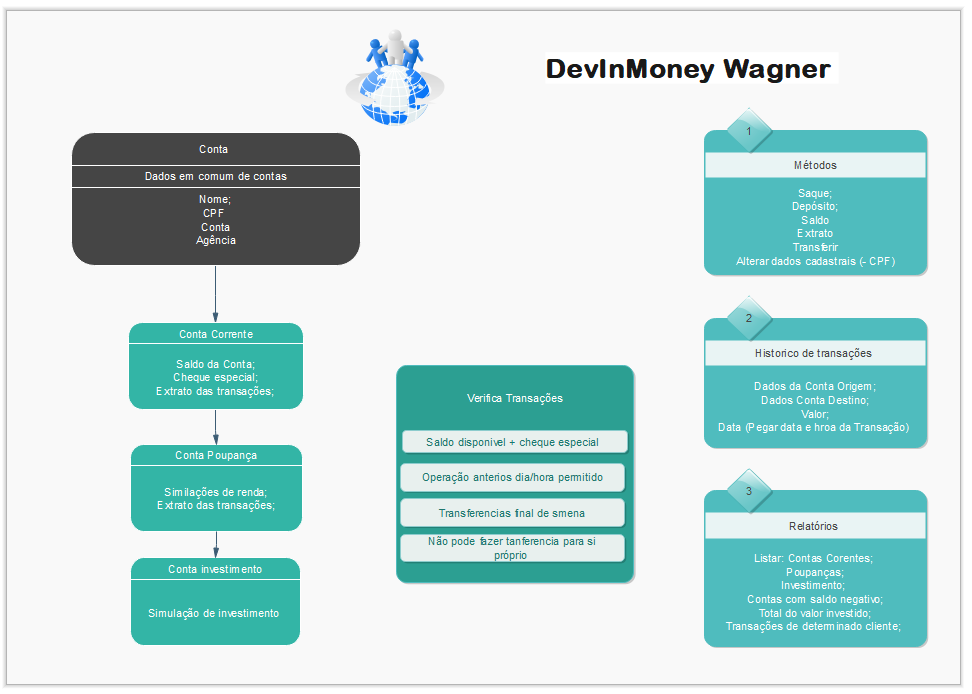 DevInMoney Wagner
Conta
Dados em comum de contas
Nome;
CPF
Conta
Agência
Conta Corrente
Saldo da Conta;
Cheque especial;
Extrato das transações;
Conta Poupança
Similações de renda;
Extrato das transações;
Conta investimento
Simulação de investimento
Verifica Transações
Saldo disponivel + cheque especial
Operação anterios dia/hora permitido
Transferencias final de smena
Não pode fazer tanferencia para si
próprio
1
Métodos
Saque;
Depósito;
Saldo
Extrato
Transferir
Alterar dados cadastrais (- CPF)
2
Historico de transações
Dados da Conta Origem;
Dados Conta Destino;
Valor;
Data (Pegar data e hroa da Transação)
3
Relatórios
Listar: Contas Corentes;
Poupanças;
Investimento;
Contas com saldo negativo;
Total do valor investido;
Transações de determinado cliente;